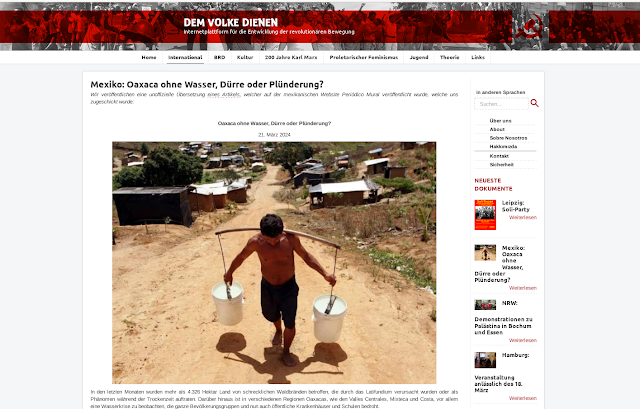 DEM VOLKE DIENEN
Internetplattform für die Entwicklung der revolutionären Bewegung
Home International BRD Kultur 200 Jahre Karl Marx Proletarischer Feminismus Jugend Theorie Links
Mexiko: Oaxaca ohne Wasser, Dürre oder Plünderung?
Wir veröffentlichen eine unoffizielle Übersetzung eines Artikels, welcher auf der mexikanischen Website Periódico Mural veröffentlicht wurde, welche uns
zugeschickt wurde:
Oaxaca ohne Wasser, Dürre oder Plünderung?
21. März 2024
In den letzten Monaten wurden mehr als 4.326 Hektar Land von schrecklichen Waldbränden betroffen, die durch das Latifundium verursacht wurden oder als
Phänomen während der Trockenzeit auftraten. Darüber hinaus ist in verschiedenen Regionen Oaxacas, wie den Valles Centrales, Mixteca und Costa, vor allem
eine Wasserkrise zu beobachten, die ganze Bevölkerungsgruppen und nun auch öffentliche Krankenhäuser und Schulen bedroht.
In anderen Sprachen
Suchen...
Über uns
About
Sobre Nosotros
Hakkımızda
Kontakt
Sicherheit
NEUESTE
DOKUMENTE
Leipzig:
Soli-Party
Weiterlesen
Mexiko:
Oaxaca
ohne
Wasser,
Dürre oder
Plünderung?
Weiterlesen
NRW:
Demonstrationen zu
Palästina in Bochum
und Essen
Weiterlesen
Hamburg:
Veranstaltung
anlässlich des 18.
März
Weiterlesen